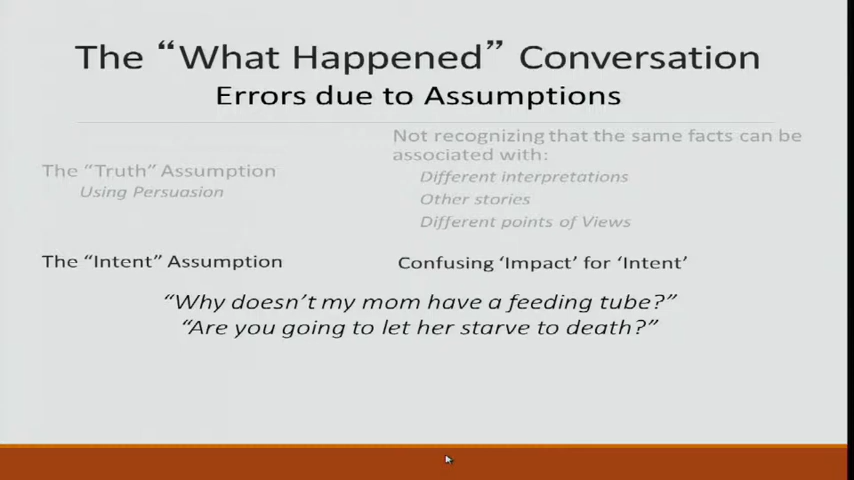 The “What Happened” Conversation
Errors due to Assumptions
The “Truth” Assumption
Using Persuasion
Not recognizing that the same facts can be
associated with:
Different interpretations
Other stories
Different points of Views
The “Intent” Assumption
Confusing ‘Impact’ for ‘Intent’
“Why doesn’t my mom have a feeding tube?”
“Are you going to let her starve to death?”